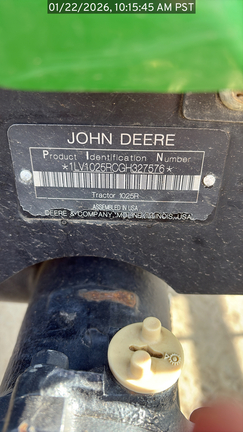 01/22/2026, 10:15:45 AM PST
JOHN DEERE
Product Identification Number
*1LV1025RCGH327576*
Tractor 1025R
ASSEMBLED IN USA
DEERE & COMPANY, MOLINE, ILLINOIS, USA